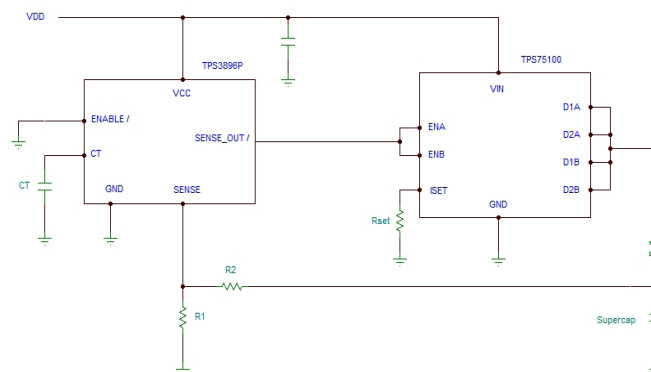 VDD
TPS3896P
TPS75100
VCC
VIN
ENABLE /
SENSE_OUT /
CT
CT
GND
SENSE
ENA
ENB
ISET
GND
D1A
D2A
D1B
D2B
Rset
R2
R1
Supercap